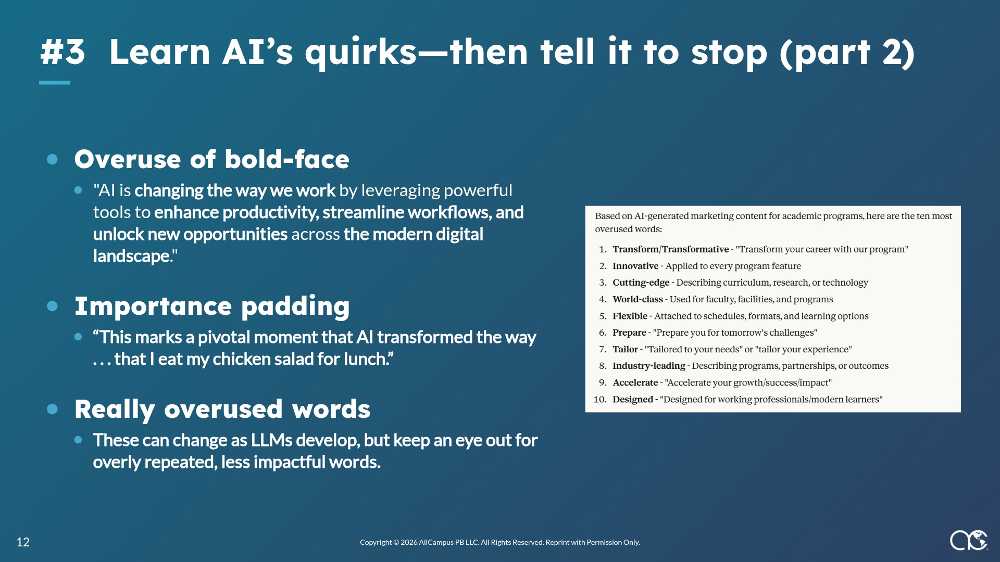 #3 Learn AI’s quirks—then tell it to stop (part 2)
• Overuse of bold-face
• "AI is changing the way we work by leveraging powerful
tools to enhance productivity, streamline workflows, and
unlock new opportunities across the modern digital
landscape."
• Importance padding
• “This marks a pivotal moment that AI transformed the way
. . . that I eat my chicken salad for lunch.”
• Really overused words
• These can change as LLMs develop, but keep an eye out for
overly repeated, less impactful words.
Based on AI-generated marketing content for academic programs, here are the ten most
overused words:
1. Transform/Transformative - "Transform your career with our program"
2. Innovative - Applied to every program feature
3. Cutting-edge - Describing curriculum, research, or technology
4. World-class - Used for faculty, facilities, and programs
5. Flexible - Attached to schedules, formats, and learning options
6. Prepare - "Prepare you for tomorrow's challenges"
7. Tailor - "Tailored to your needs" or "tailor your experience"
8. Industry-leading - Describing programs, partnerships, or outcomes
9. Accelerate - "Accelerate your growth/success/impact"
10. Designed - "Designed for working professionals/modern learners"
12
Copyright © 2026 AllCampus PB LLC. All Rights Reserved. Reprint with Permission Only.
ac